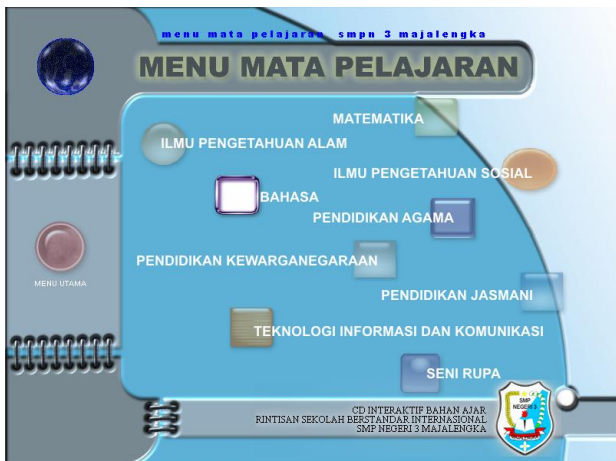 menu mata pelajaran smpn 3 majalengka
MENU MATA PELAJARAN
MATEMATIKA
ILMU PENGETAHUAN ALAM
ILMU PENGETAHUAN SOSIAL
BAHASA
PENDIDIKAN AGAMA
PENDIDIKAN KEWARGANEGARAAN
MENU UTAMA
PENDIDIKAN JASMANI
TEKNOLOGI INFORMASI DAN KOMUNIKASI
SENI RUPA
CD INTERAKTIF BAHAN AJAR
RINTISAN SEKOLAH BERSTANDAR INTERNASIONAL
SMP NEGERI 3 MAJALENGKA
SMP
NEGERI 3